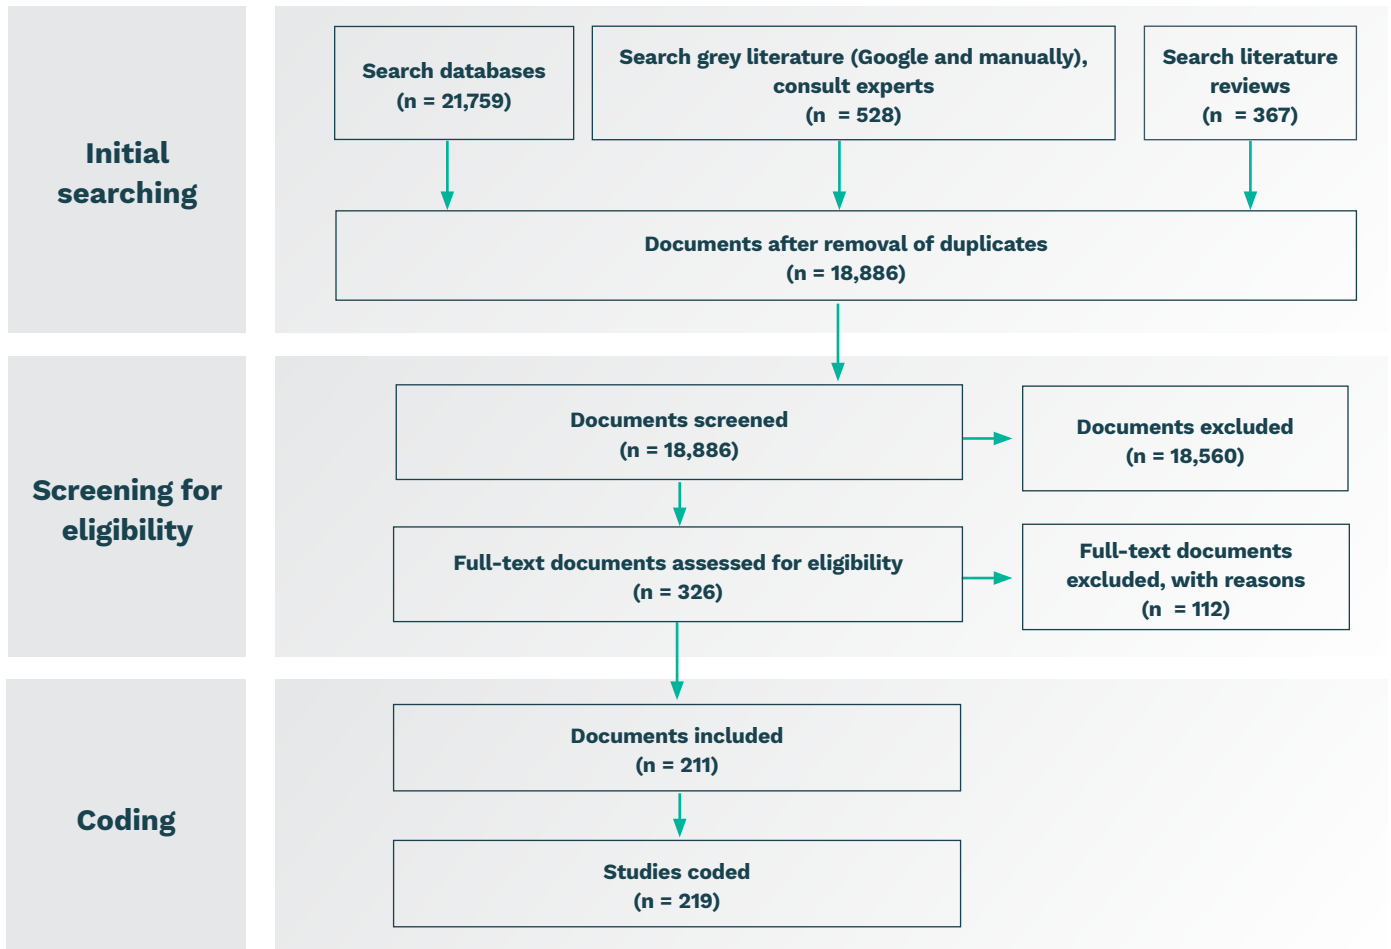 Initial
searching
Search databases
(n = 21,759)
Search grey literature (Google and manually),
consult experts
(n = 528)
Search literature
reviews
(n = 367)
Documents after removal of duplicates
(n = 18,886)
Screening for
eligibility
Documents screened
(n = 18,886)
Documents excluded
(n = 18,560)
Full-text documents assessed for eligibility
(n = 326)
Full-text documents
excluded, with reasons
(n = 112)
Coding
Documents included
(n = 211)
Studies coded
(n = 219)